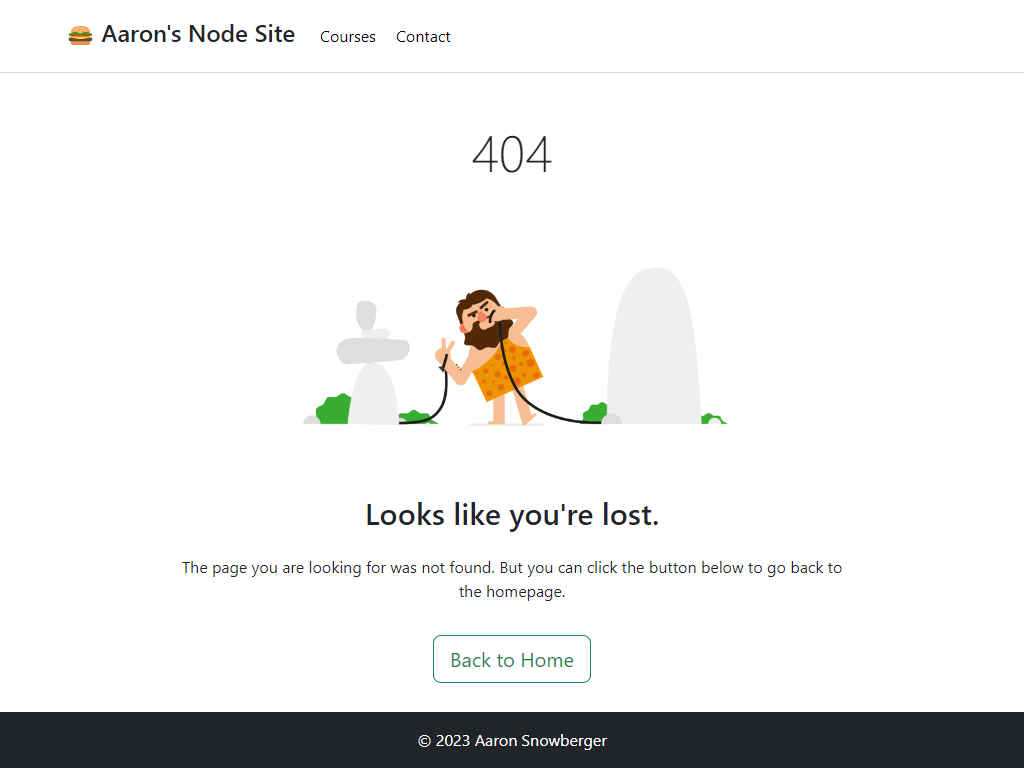 Aaron's Node Site Courses Contact
404
Looks like you're lost.
The page you are looking for was not found. But you can click the button below to go back to
the homepage.
Back to Home
© 2023 Aaron Snowberger